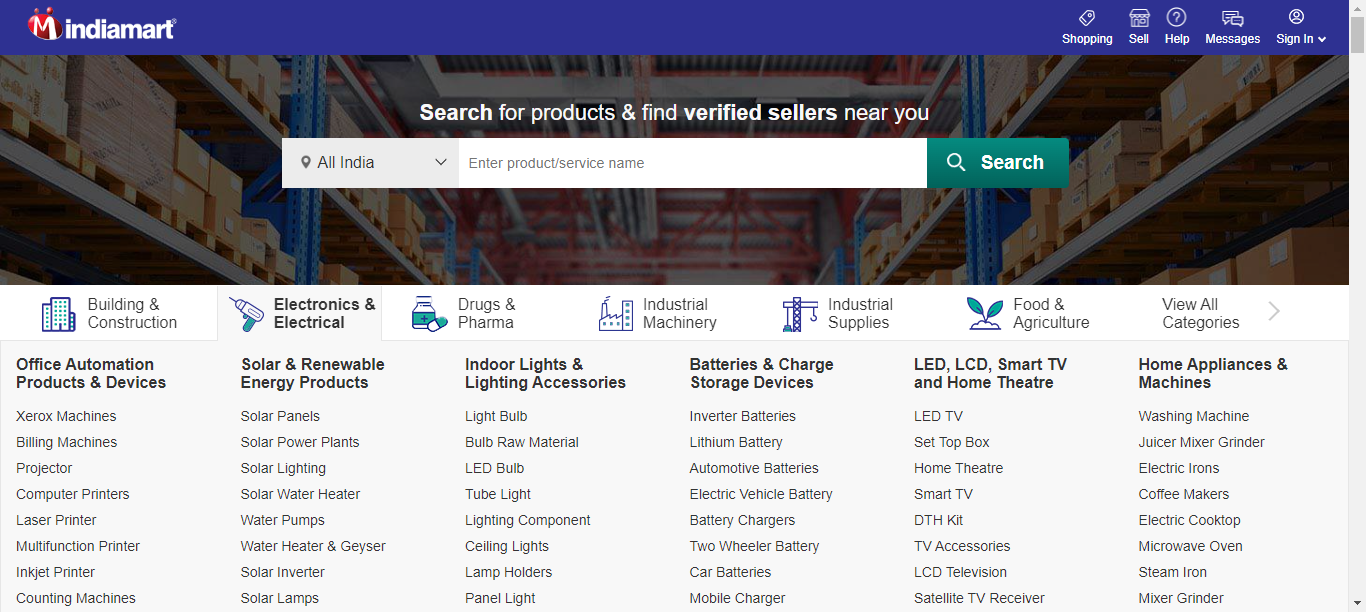 indiamart
Shopping
Sell
Help
Messages
Sign In
Search for products & find verified sellers near you
All India
Enter product/service name
Search
Building &
Construction
Electronics &
Electrical
Drugs &
Pharma
Industrial
Machinery
Industrial
Supplies
Food &
Agriculture
View All
Categories
Office Automation
Products & Devices
Xerox Machines
Billing Machines
Projector
Computer Printers
Laser Printer
Multifunction Printer
Inkjet Printer
Counting Machines
Solar & Renewable
Energy Products
Solar Panels
Solar Power Plants
Solar Lighting
Solar Water Heater
Water Pumps
Water Heater & Geyser
Solar Inverter
Solar Lamps
Indoor Lights &
Lighting Accessories
Light Bulb
Bulb Raw Material
LED Bulb
Tube Light
Lighting Component
Ceiling Lights
Lamp Holders
Panel Light
Batteries & Charge
Storage Devices
Inverter Batteries
Lithium Battery
Automotive Batteries
Electric Vehicle Battery
Battery Chargers
Two Wheeler Battery
Car Batteries
Mobile Charger
LED, LCD, Smart TV
and Home Theatre
LED TV
Set Top Box
Home Theatre
Smart TV
DTH Kit
TV Accessories
LCD Television
Satellite TV Receiver
Home Appliances &
Machines
Washing Machine
Juicer Mixer Grinder
Electric Irons
Coffee Makers
Electric Cooktop
Microwave Oven
Steam Iron
Mixer Grinder